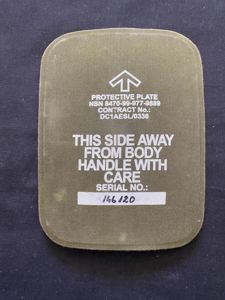 PROTECTIVE PLATE
NSN 8470-99-977-9889
CONTRACT No.:
DC1AESL/0336
THIS SIDE AWAY
FROM BODY
HANDLE WITH
CARE
SERIAL NO.:
146120